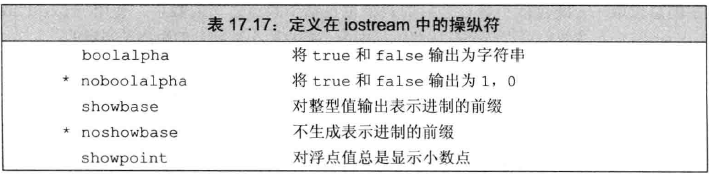 表 17.17：定义在 iostream 中的操纵符
boolalpha 将 true 和 false 输出为字符串
* noboolalpha 将 true 和 false 输出为 1，0
showbase 对整型值输出表示进制的前缀
* noshowbase 不生成表示进制的前缀
showpoint 对浮点值总是显示小数点